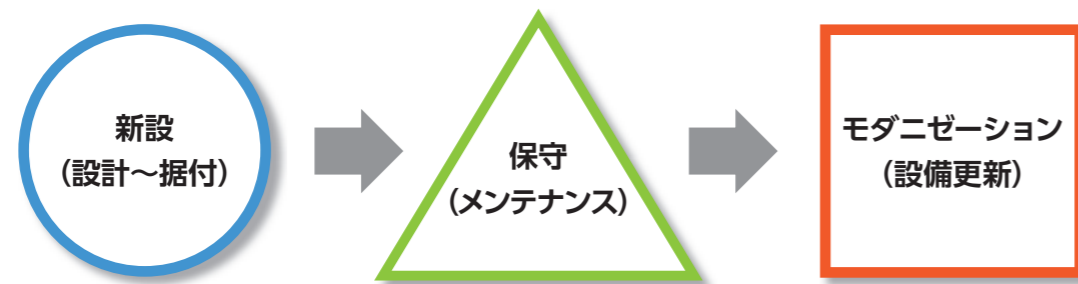 新設
（設計～据付）
保守
（メンテナンス）
モダニゼーション
（設備更新）